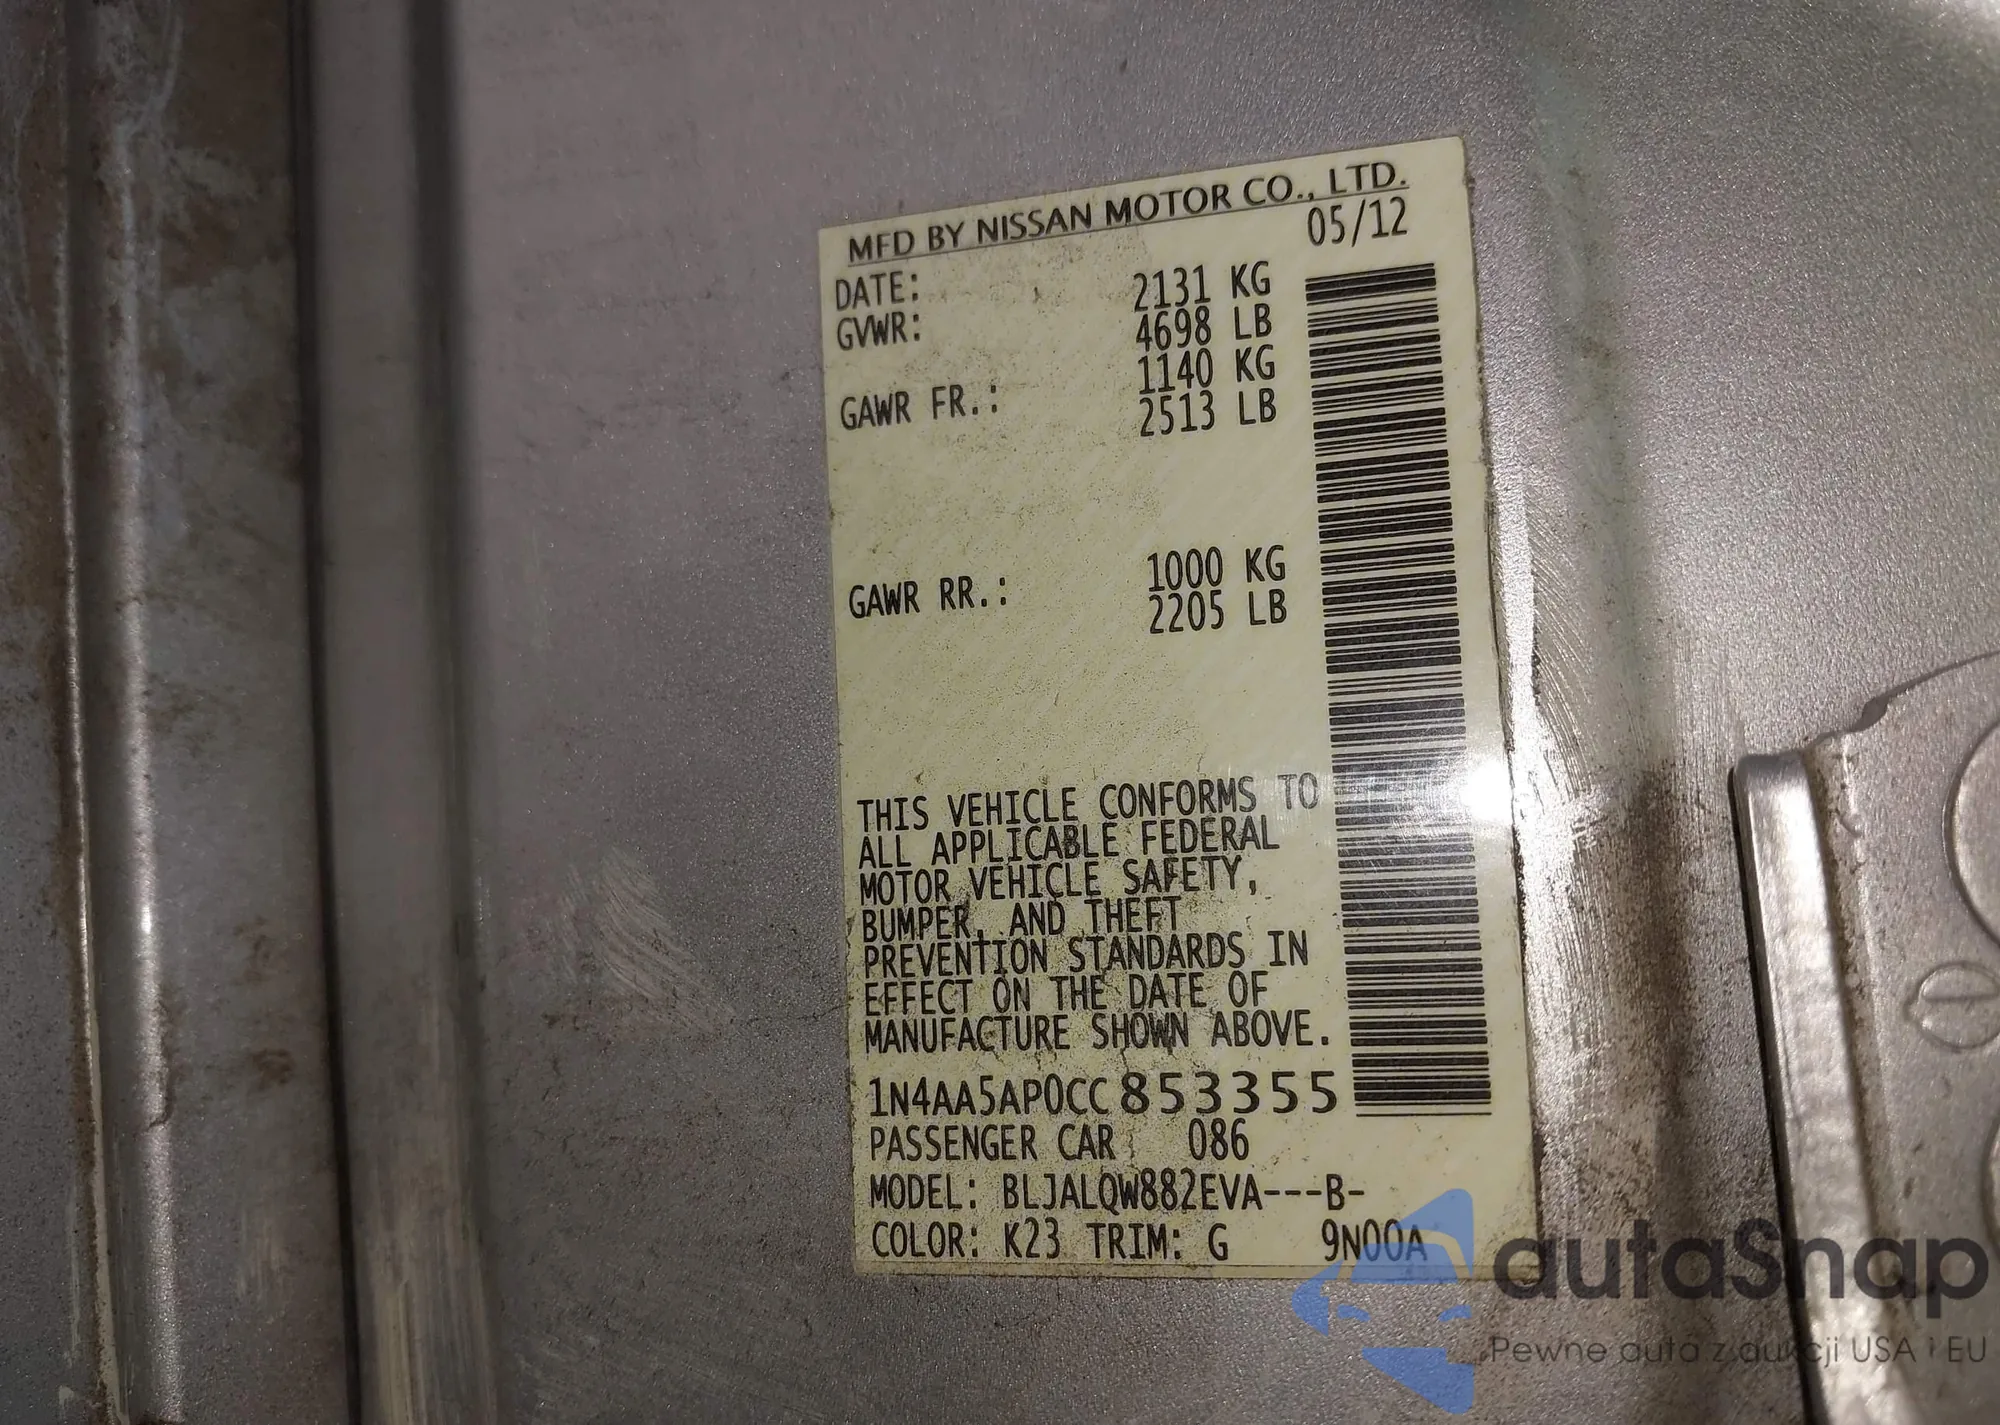 MFD BY NISSAN MOTOR CO., LTD.
DATE: 05/12
GVWR: 2131 KG
4698 LB
GAWR FR.: 1140 KG
2513 LB
GAWR RR.: 1000 KG
2205 LB
THIS VEHICLE CONFORMS TO
ALL APPLICABLE FEDERAL
MOTOR VEHICLE SAFETY,
BUMPER, AND THEFT
PREVENTION STANDARDS IN
EFFECT ON THE DATE OF
MANUFACTURE SHOWN ABOVE.
1N4AA5AP0CC853355
PASSENGER CAR 086
MODEL: BLJALQW882EVA---B-
COLOR: K23 TRIM: G 9N00A
autaSnap
Pewne auta z aukcji USA i EU